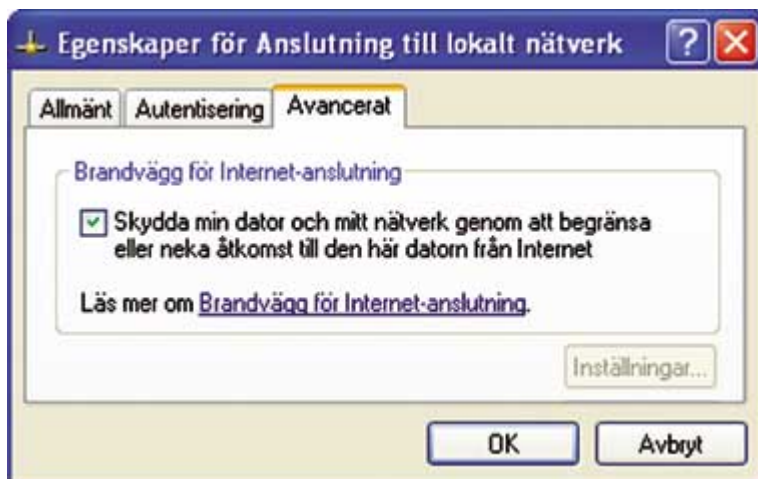 Egenskaper för Anslutning till lokalt nätverk
Allmänt Autentisering Avancerat
Brandvägg för Internet-anslutning
Skydda min dator och mitt nätverk genom att begränsa
eller neka åtkomst till den här datorn från Internet
Läs mer om Brandvägg för Internet-anslutning.
Inställningar...
OK Avbryt